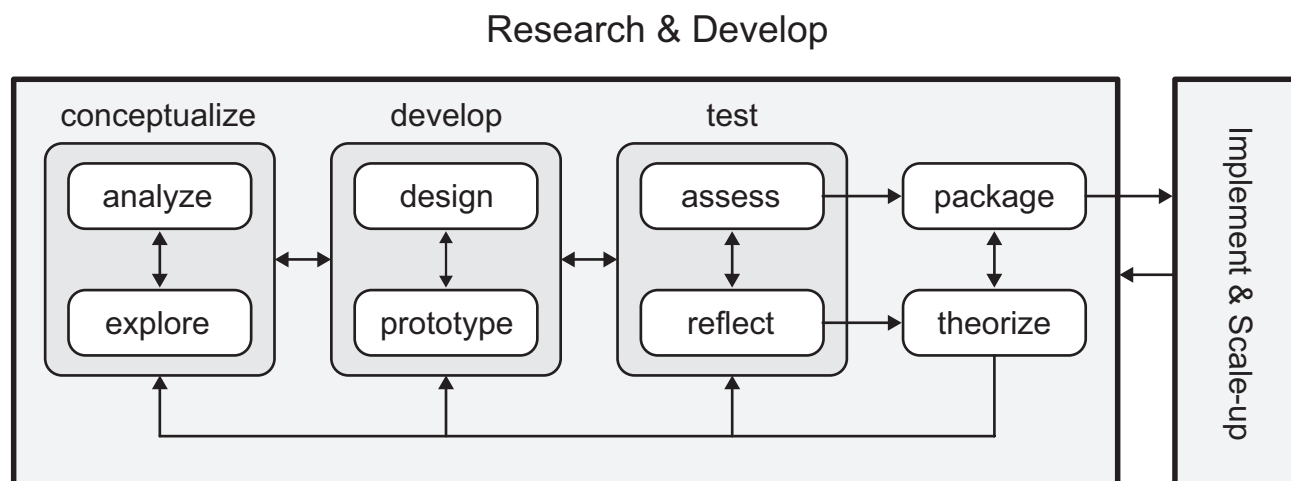 Research & Develop
conceptualize
develop
test
analyze
design
assess
package
explore
prototype
reflect
theorize
Implement & Scale-up